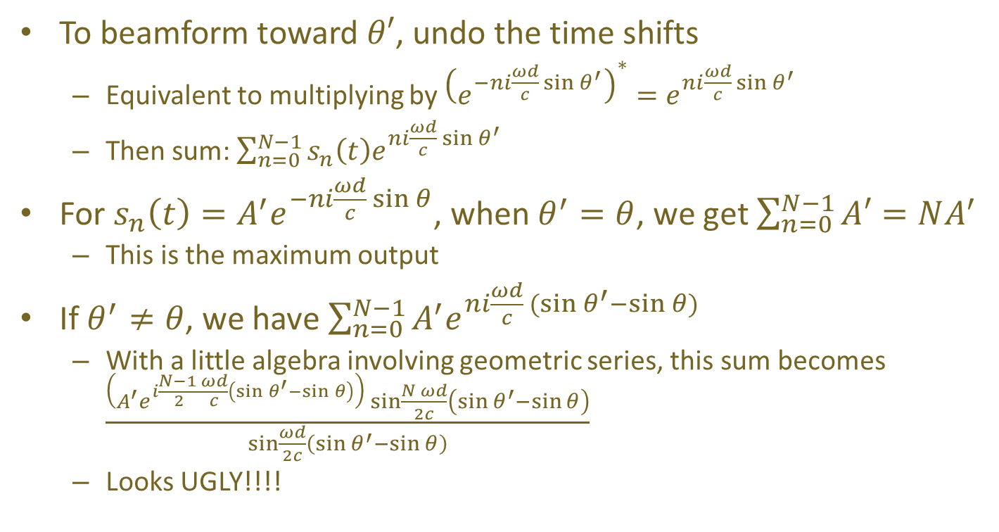 • To beamform toward θ′, undo the time shifts
– Equivalent to multiplying by $\left(e^{-ni\frac{\omega d}{c}\sin\theta'}\right)^{*} = e^{ni\frac{\omega d}{c}\sin\theta'}$
– Then sum: $\sum_{n=0}^{N-1} s_n(t)e^{ni\frac{\omega d}{c}\sin\theta'}$
• For $s_n(t) = A'e^{-ni\frac{\omega d}{c}\sin\theta}$, when $\theta' = \theta$, we get $\sum_{n=0}^{N-1} A' = NA'$
– This is the maximum output
• If $\theta' \neq \theta$, we have $\sum_{n=0}^{N-1} A'e^{ni\frac{\omega d}{c}(\sin\theta'-\sin\theta)}$
– With a little algebra involving geometric series, this sum becomes
$\frac{\left(A'e^{i\frac{N-1}{2}\frac{\omega d}{c}(\sin\theta'-\sin\theta)}\right)\sin\frac{N\,\omega d}{2c}(\sin\theta'-\sin\theta)}{\sin\frac{\omega d}{2c}(\sin\theta'-\sin\theta)}$
– Looks UGLY!!!!